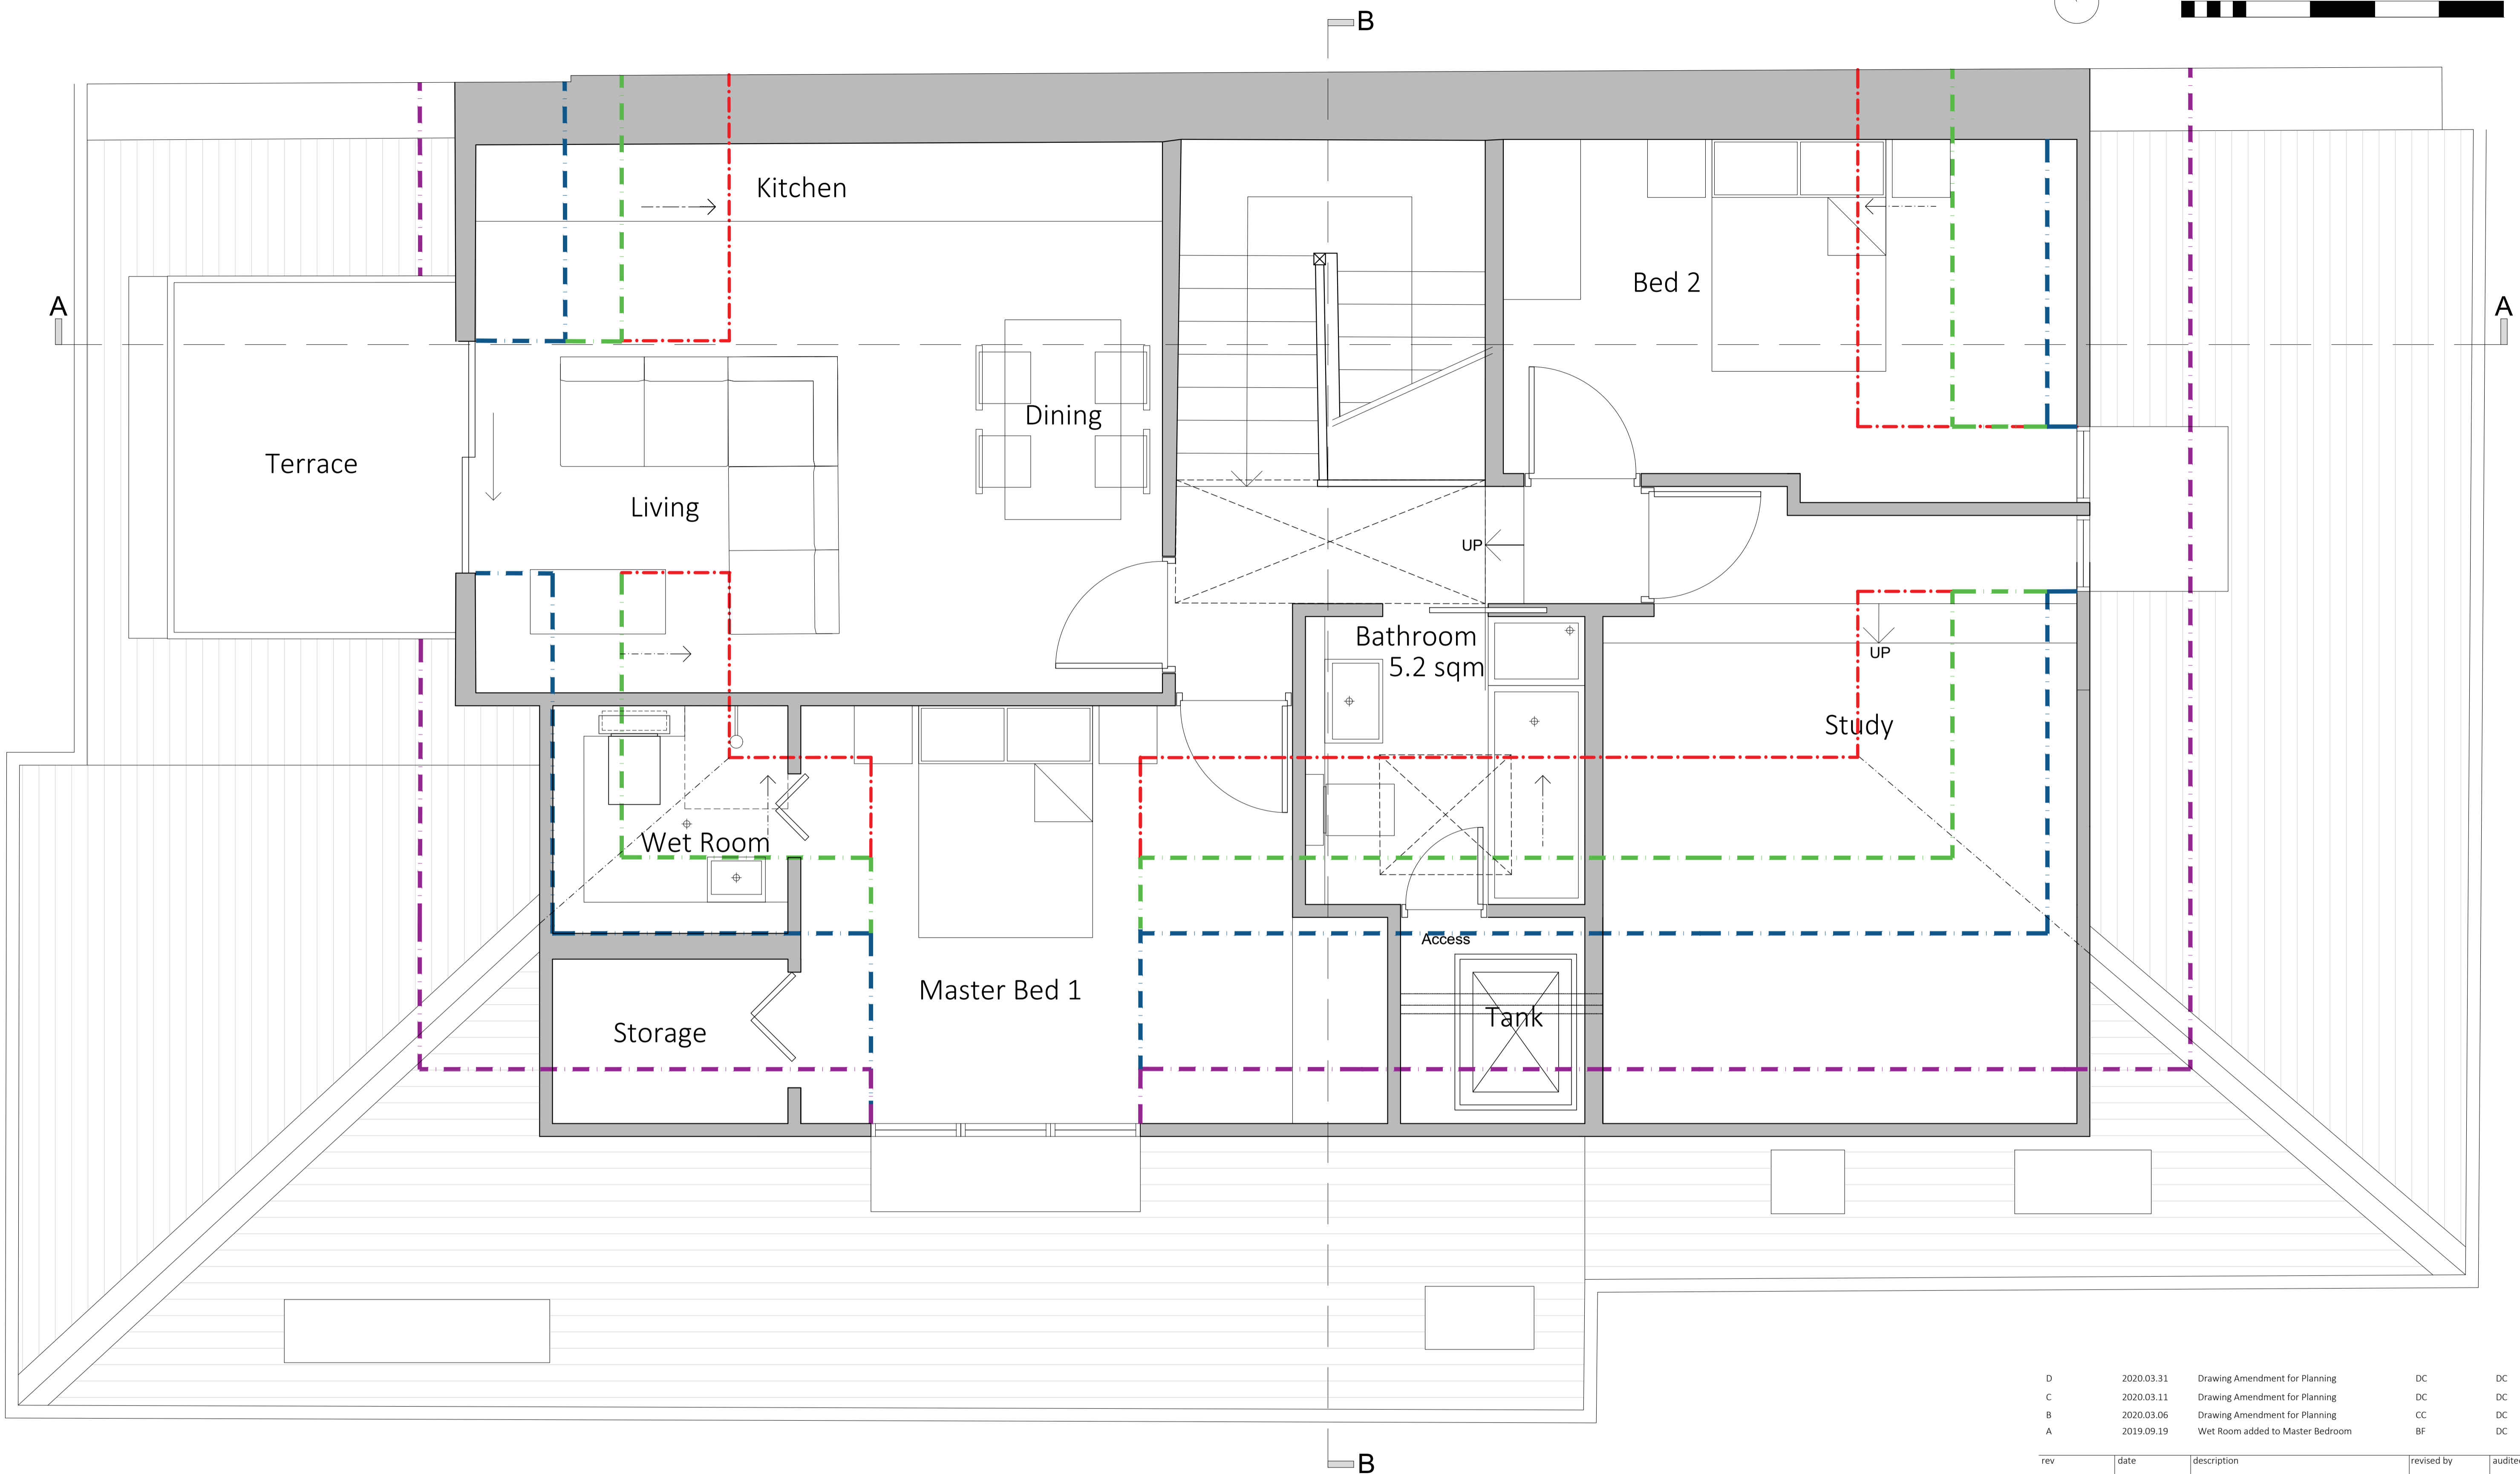 B
Kitchen
A
A
Bed 2
Dining
Terrace
Living
UP
Bathroom
5.2 sqm
UP
Study
Wet Room
Access
Master Bed 1
Tank
Storage
D 2020.03.31 Drawing Amendment for Planning DC DC
C 2020.03.11 Drawing Amendment for Planning DC DC
B 2020.03.06 Drawing Amendment for Planning CC DC
A 2019.09.19 Wet Room added to Master Bedroom BF DC
rev date description revised by
B